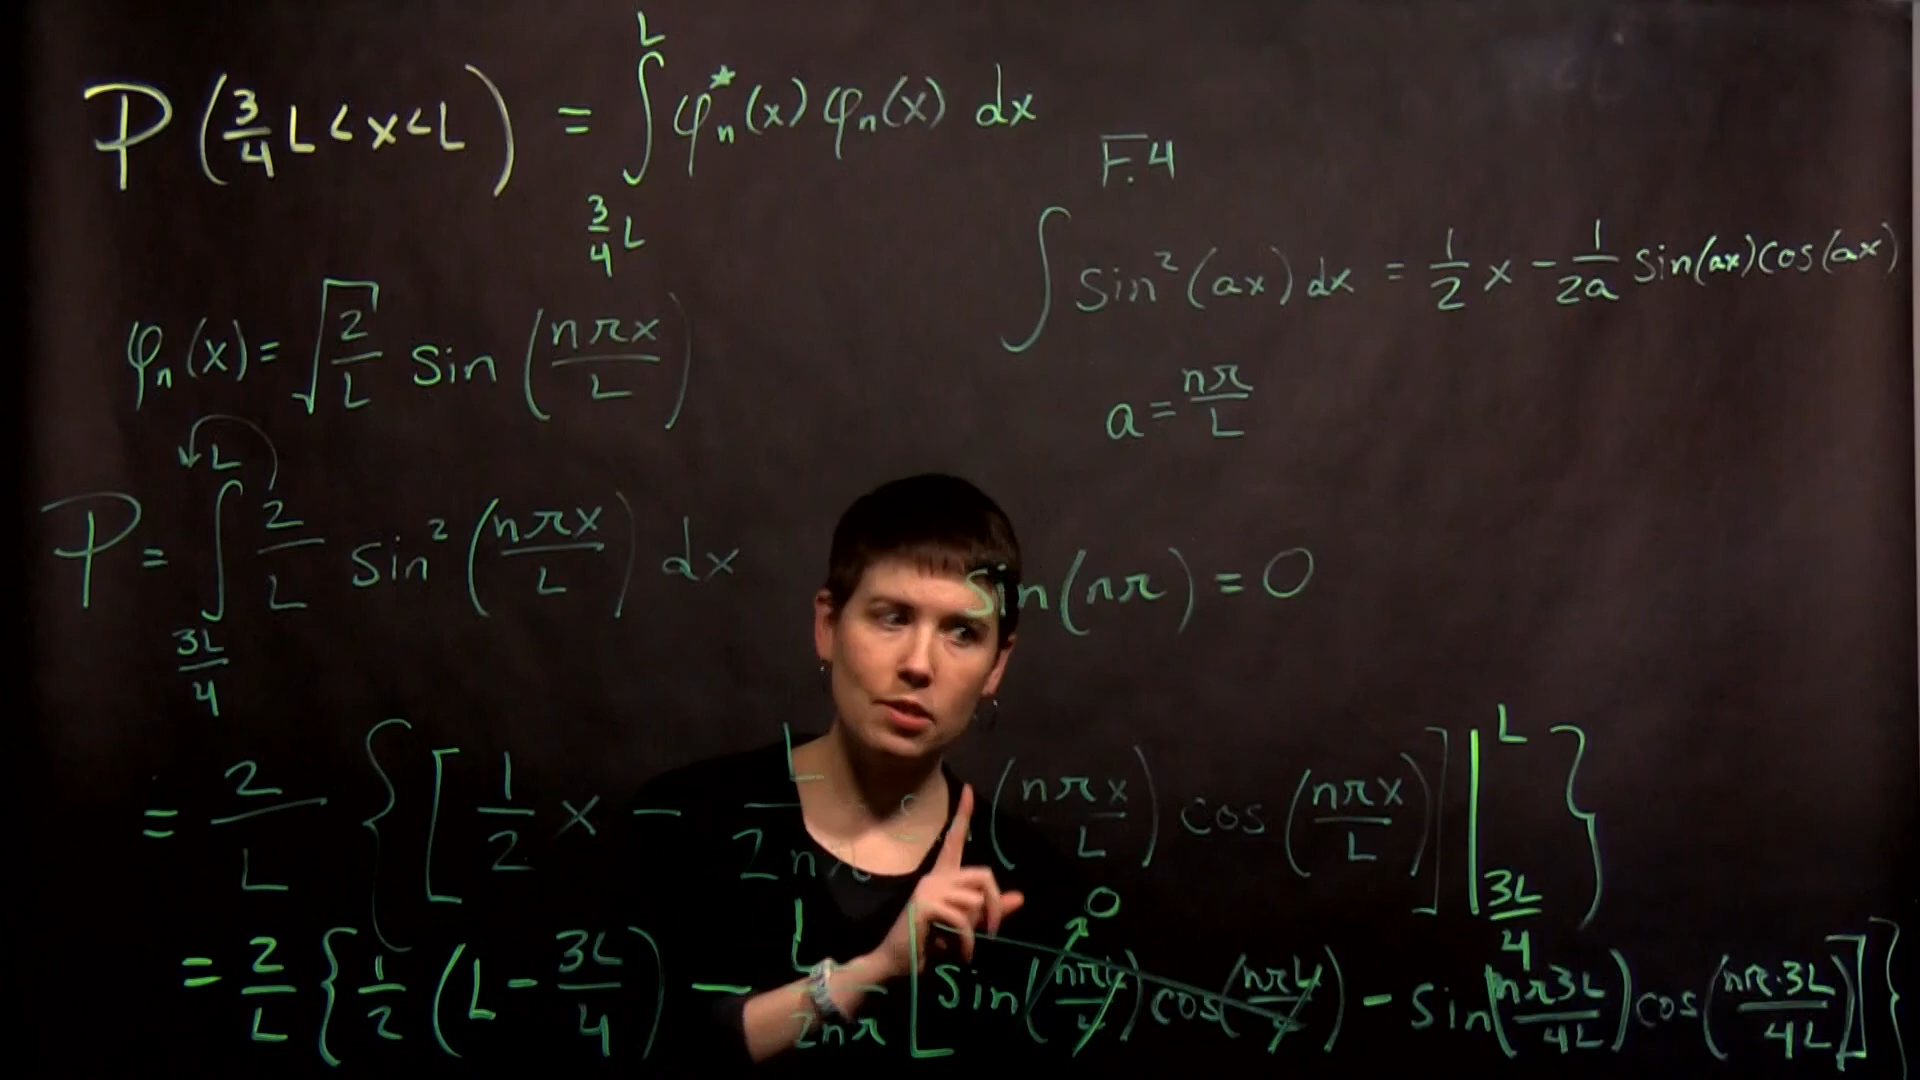 P(3/4 L < x < L) = ∫_{3/4 L}^{L} φ_n*(x) φ_n(x) dx
F.4
∫ sin²(ax) dx = 1/2 x − 1/2a sin(ax) cos(ax)
φ_n(x) = √(2/L) sin(nπx/L)
a = nπ/L
P = ∫_{3L/4}^{L} 2/L sin²(nπx/L) dx
sin(nπ) = 0
= 2/L {[1/2 x − L/2nπ sin(nπx/L) cos(nπx/L)]|_{3L/4}^{L}}
= 2/L {1/2 (L − 3L/4) − L/2nπ [sin(nπL/L) cos(nπL/L) → 0 − sin(nπ3L/4L) cos(nπ·3L/4L)]}